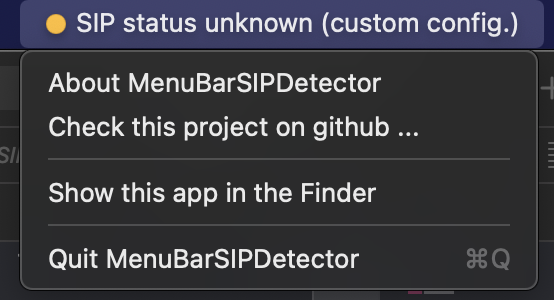 SIP status unknown (custom config.)
About MenuBarSIPDetector
Check this project on github ...
Show this app in the Finder
Quit MenuBarSIPDetector ⌘Q